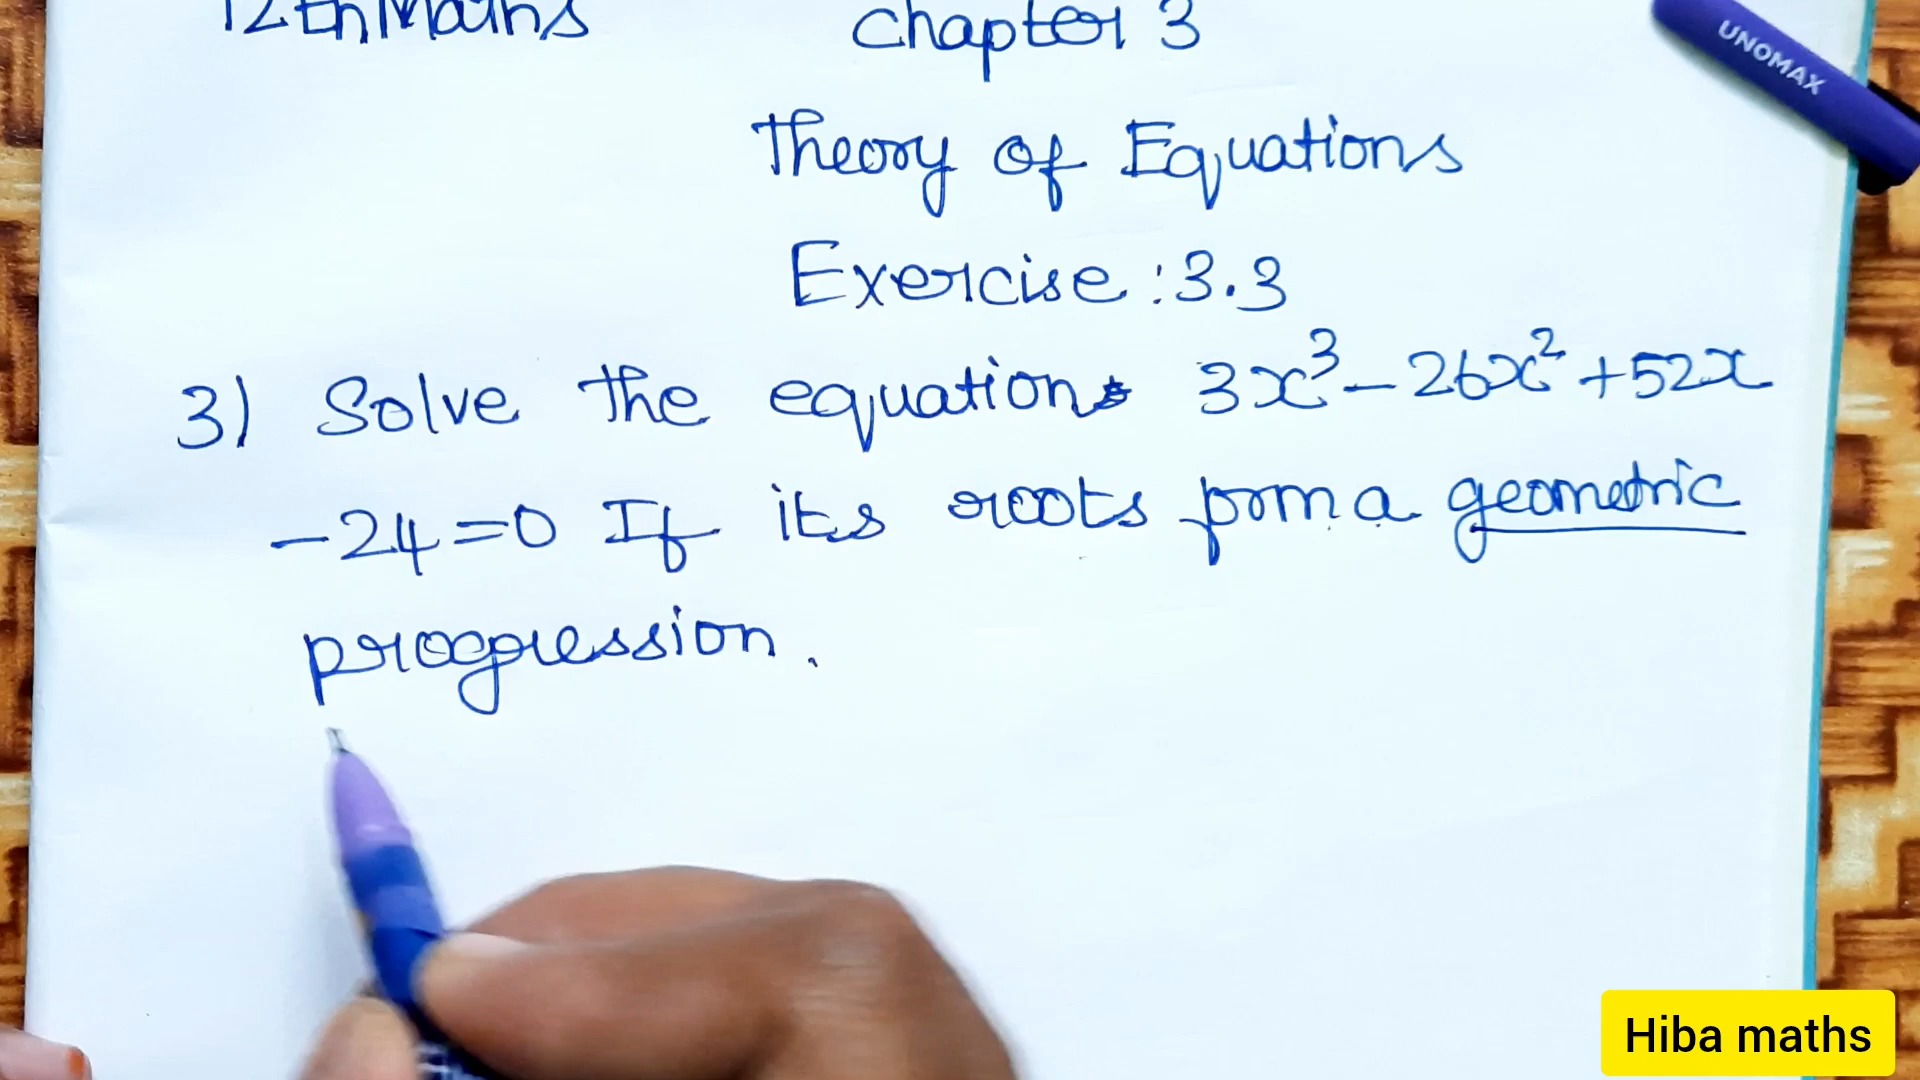 12th Maths Chapter 3
UNOMAX
Theory of Equations
Exercise : 3.3
3) Solve the equation 3x³ - 26x² + 52x
- 24 = 0 If its roots form a geometric
progression.
Hiba maths